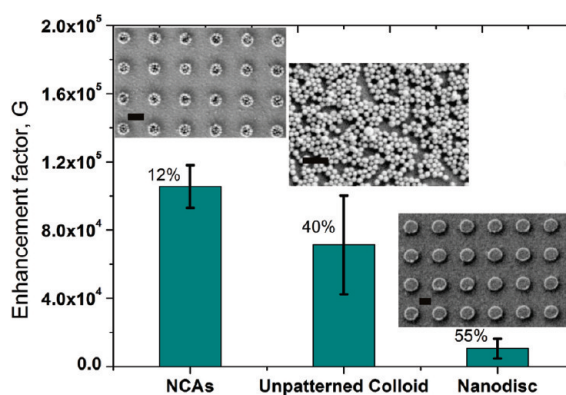 Enhancement factor, G
2.0x10⁵
1.6x10⁵
1.2x10⁵
8.0x10⁴
4.0x10⁴
0.0
12%
40%
55%
NCAs Unpatterned Colloid Nanodisc